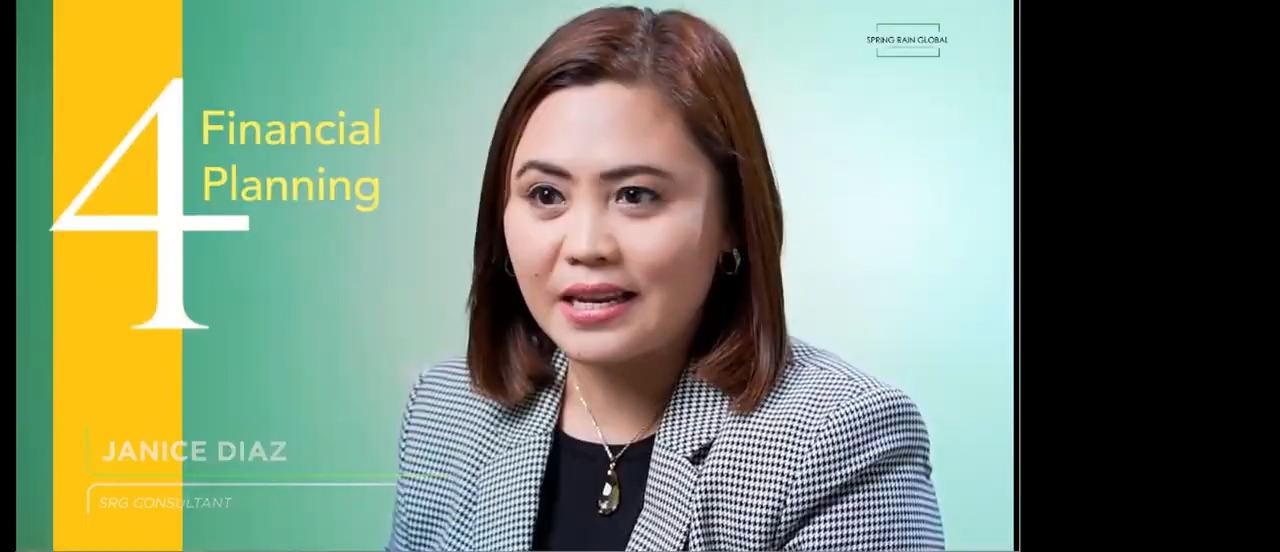 SPRING RAIN GLOBAL
4
Financial
Planning
JANICE DIAZ
SRG CONSULTANT